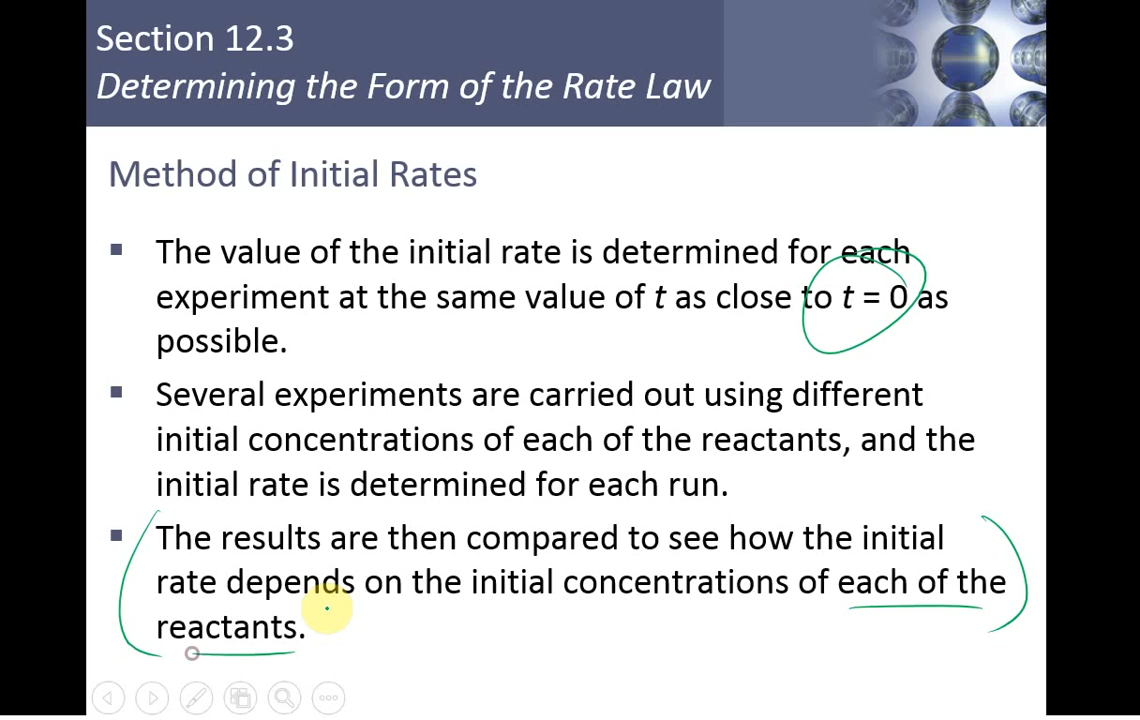 Section 12.3
Determining the Form of the Rate Law
Method of Initial Rates
▪ The value of the initial rate is determined for each
experiment at the same value of t as close to t = 0 as
possible.
▪ Several experiments are carried out using different
initial concentrations of each of the reactants, and the
initial rate is determined for each run.
▪ The results are then compared to see how the initial
rate depends on the initial concentrations of each of the
reactants.